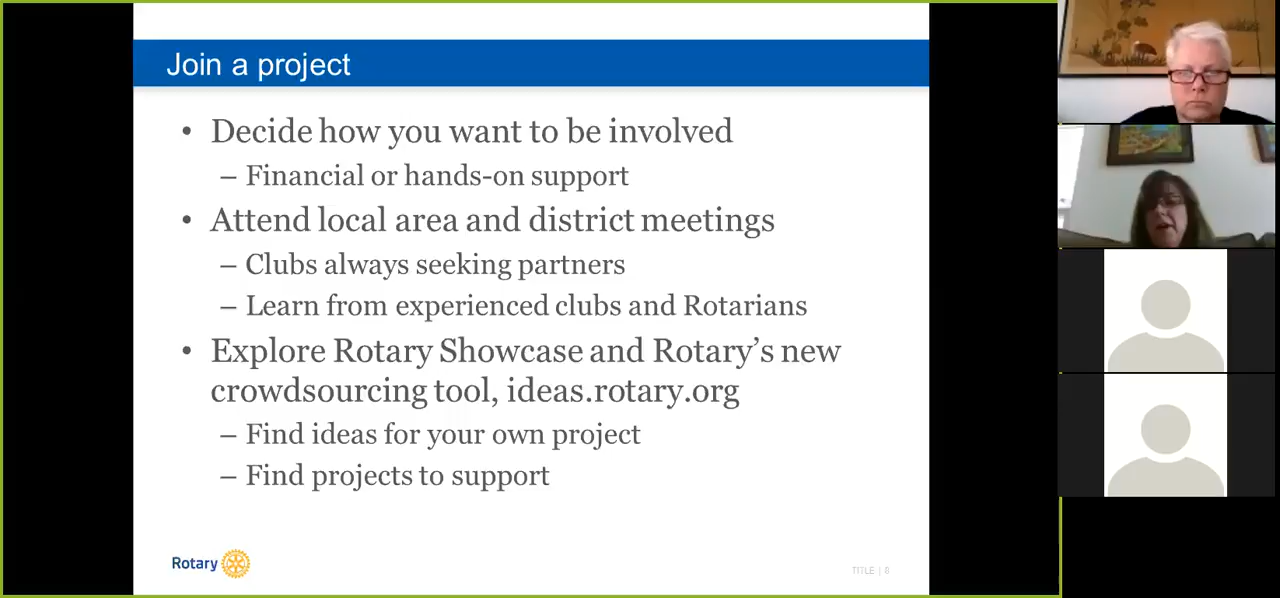 Join a project
• Decide how you want to be involved
– Financial or hands-on support
• Attend local area and district meetings
– Clubs always seeking partners
– Learn from experienced clubs and Rotarians
• Explore Rotary Showcase and Rotary’s new
crowdsourcing tool, ideas.rotary.org
– Find ideas for your own project
– Find projects to support
Rotary
TITLE | 8